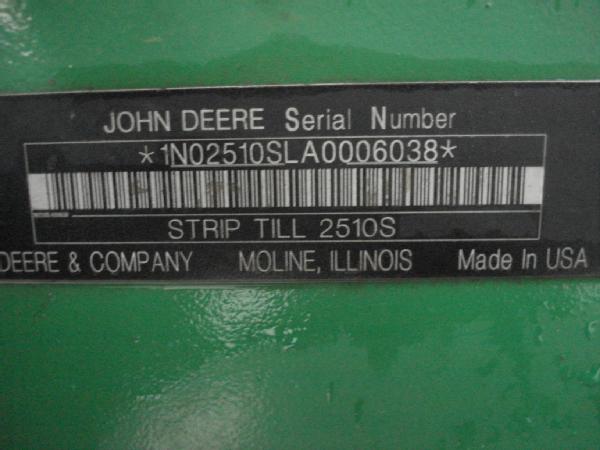 JOHN DEERE Serial Number
*1N02510SLA0006038*
STRIP TILL 2510S
DEERE & COMPANY MOLINE, ILLINOIS Made In USA